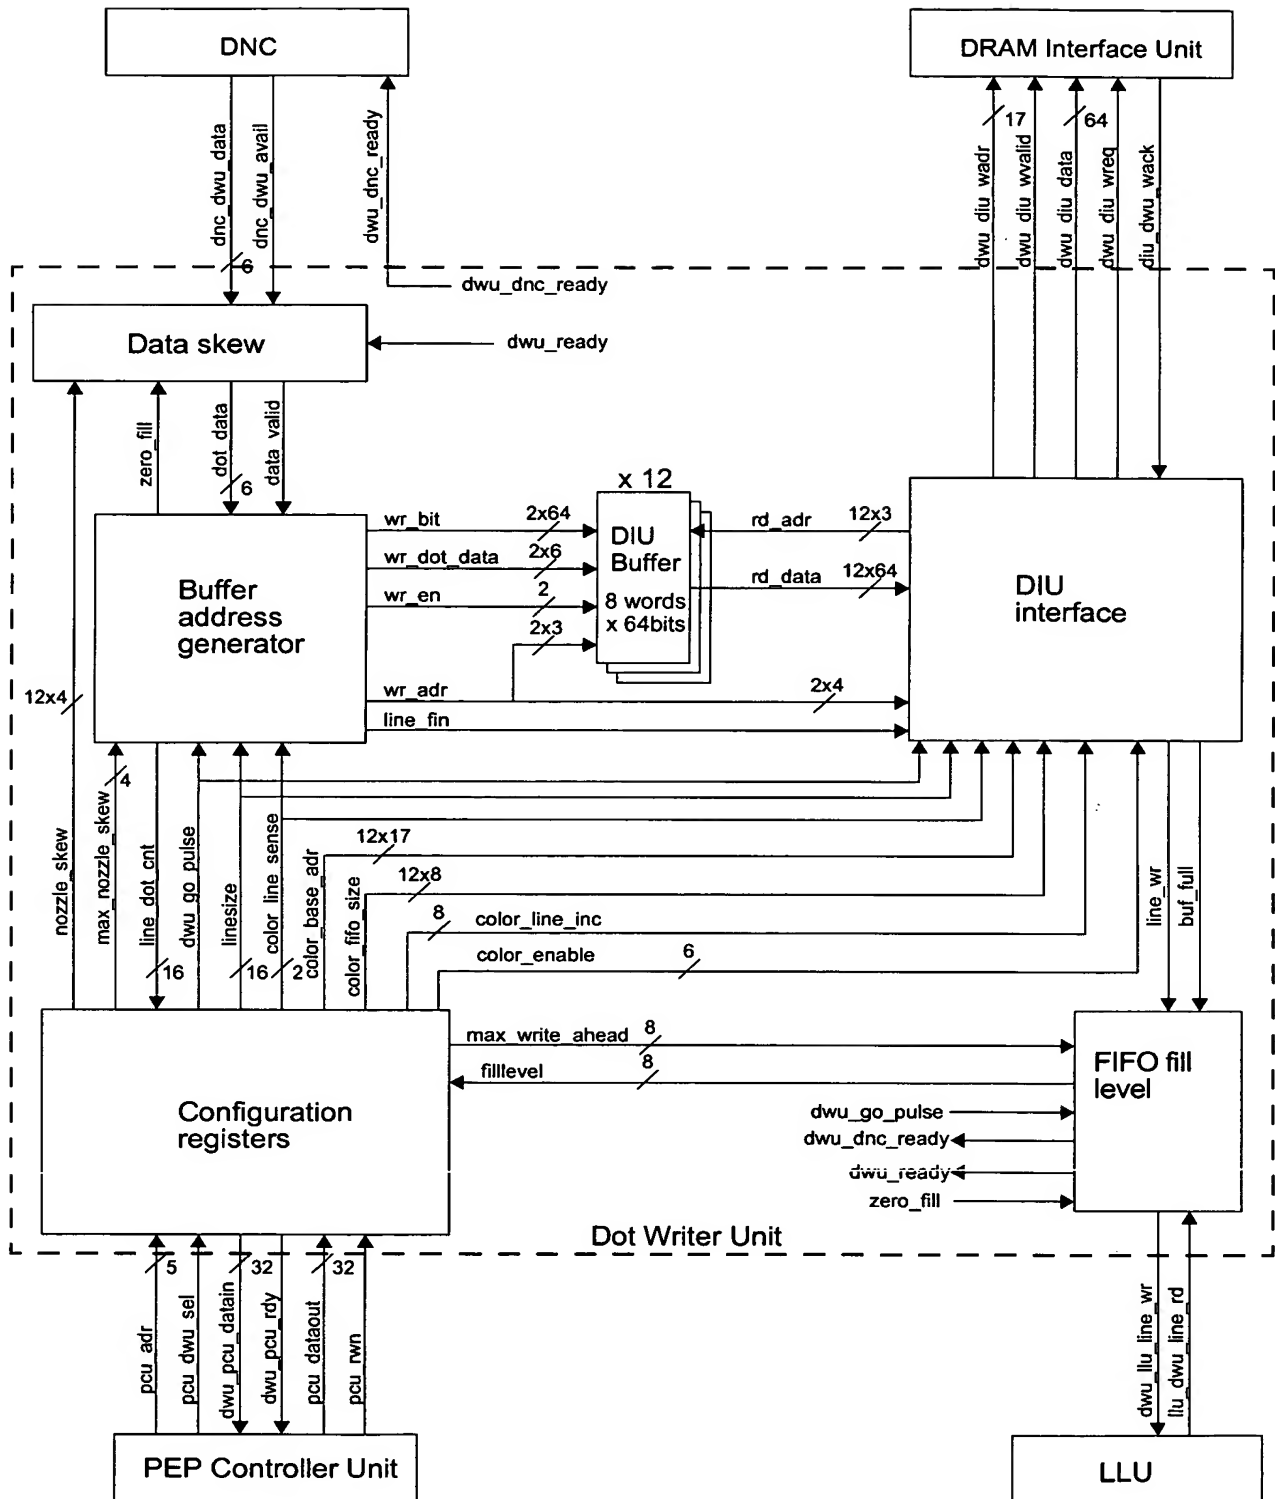 DNC
DRAM Interface Unit
dnc_dwu_data
dnc_dwu_avail
dwu_dnc_ready
6
17
64
dwu_diu_wadr
dwu_diu_wvalid
dwu_diu_data
dwu_diu_wreq
diu_dwu_wack
dwu_dnc_ready
Data skew
dwu_ready
zero_fill
dot_data
data_valid
6
x 12
Buffer
address
generator
wr_bit
2x64
wr_dot_data
2x6
wr_en
2
2x3
DIU
Buffer
8 words
x 64bits
rd_adr
12x3
rd_data
12x64
DIU
interface
wr_adr
2x4
line_fin
12x4
nozzle_skew
4
max_nozzle_skew
line_dot_cnt
16
dwu_go_pulse
linesize
16
color_line_sense
2
color_base_adr
12x17
color_fifo_size
12x8
8
color_line_inc
color_enable
6
line_wr
buf_full
Configuration
registers
max_write_ahead
8
filllevel
8
FIFO fill
level
dwu_go_pulse
dwu_dnc_ready
dwu_ready
zero_fill
Dot Writer Unit
5
32
32
pcu_adr
pcu_dwu_sel
dwu_pcu_datain
dwu_pcu_rdy
pcu_dataout
pcu_rwn
dwu_llu_line_wr
llu_dwu_line_rd
PEP Controller Unit
LLU